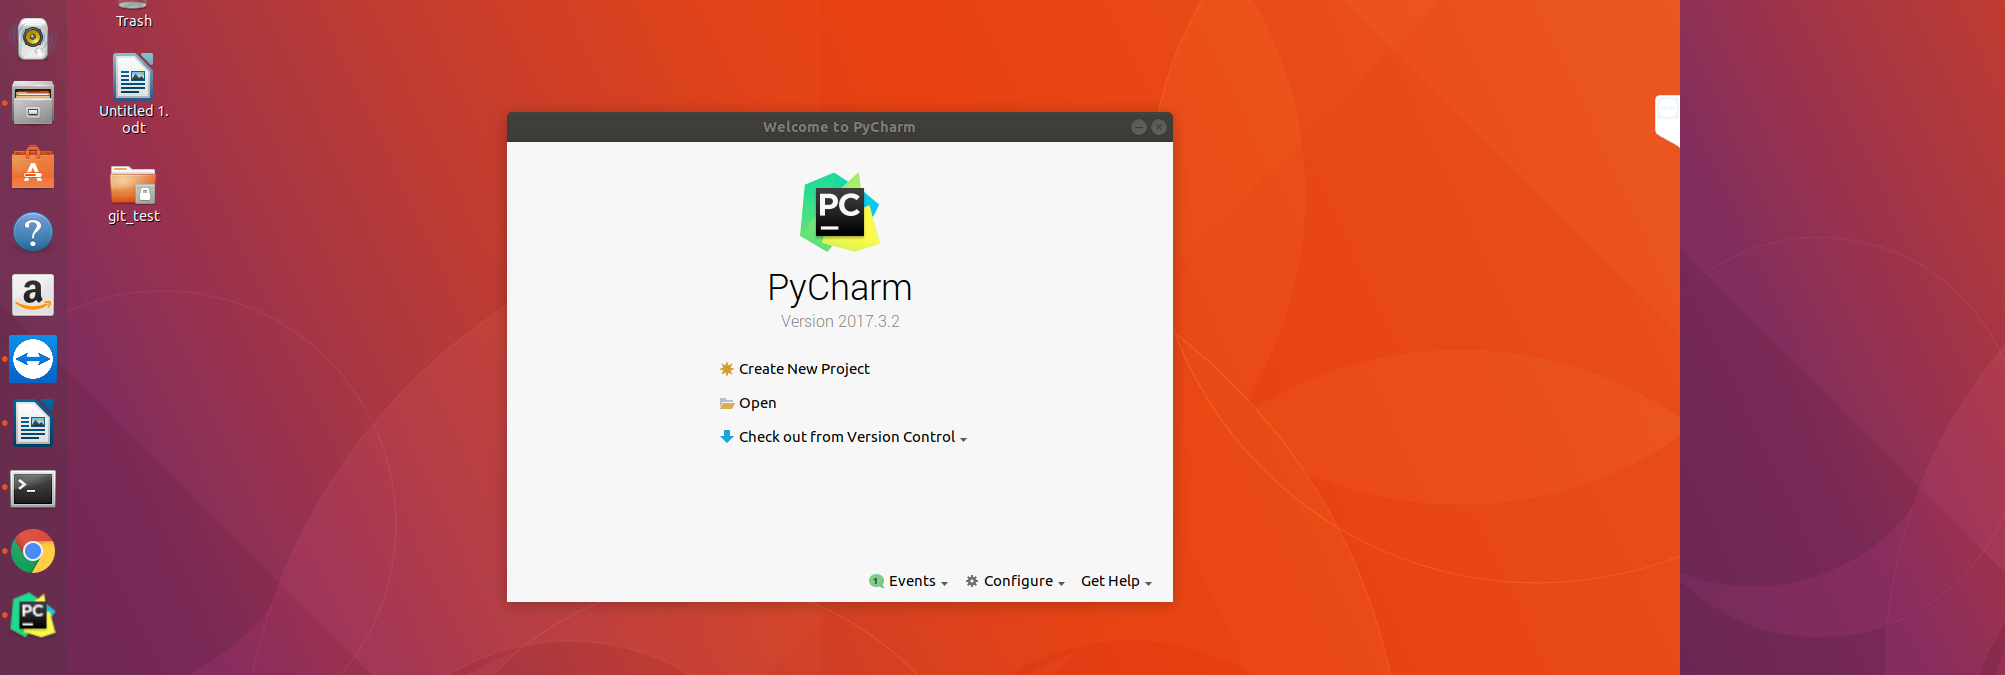 Trash
Untitled 1.
odt
git_test
Welcome to PyCharm
PC
PyCharm
Version 2017.3.2
Create New Project
Open
Check out from Version Control
1 Events
Configure
Get Help
A
?
a
>_
PC